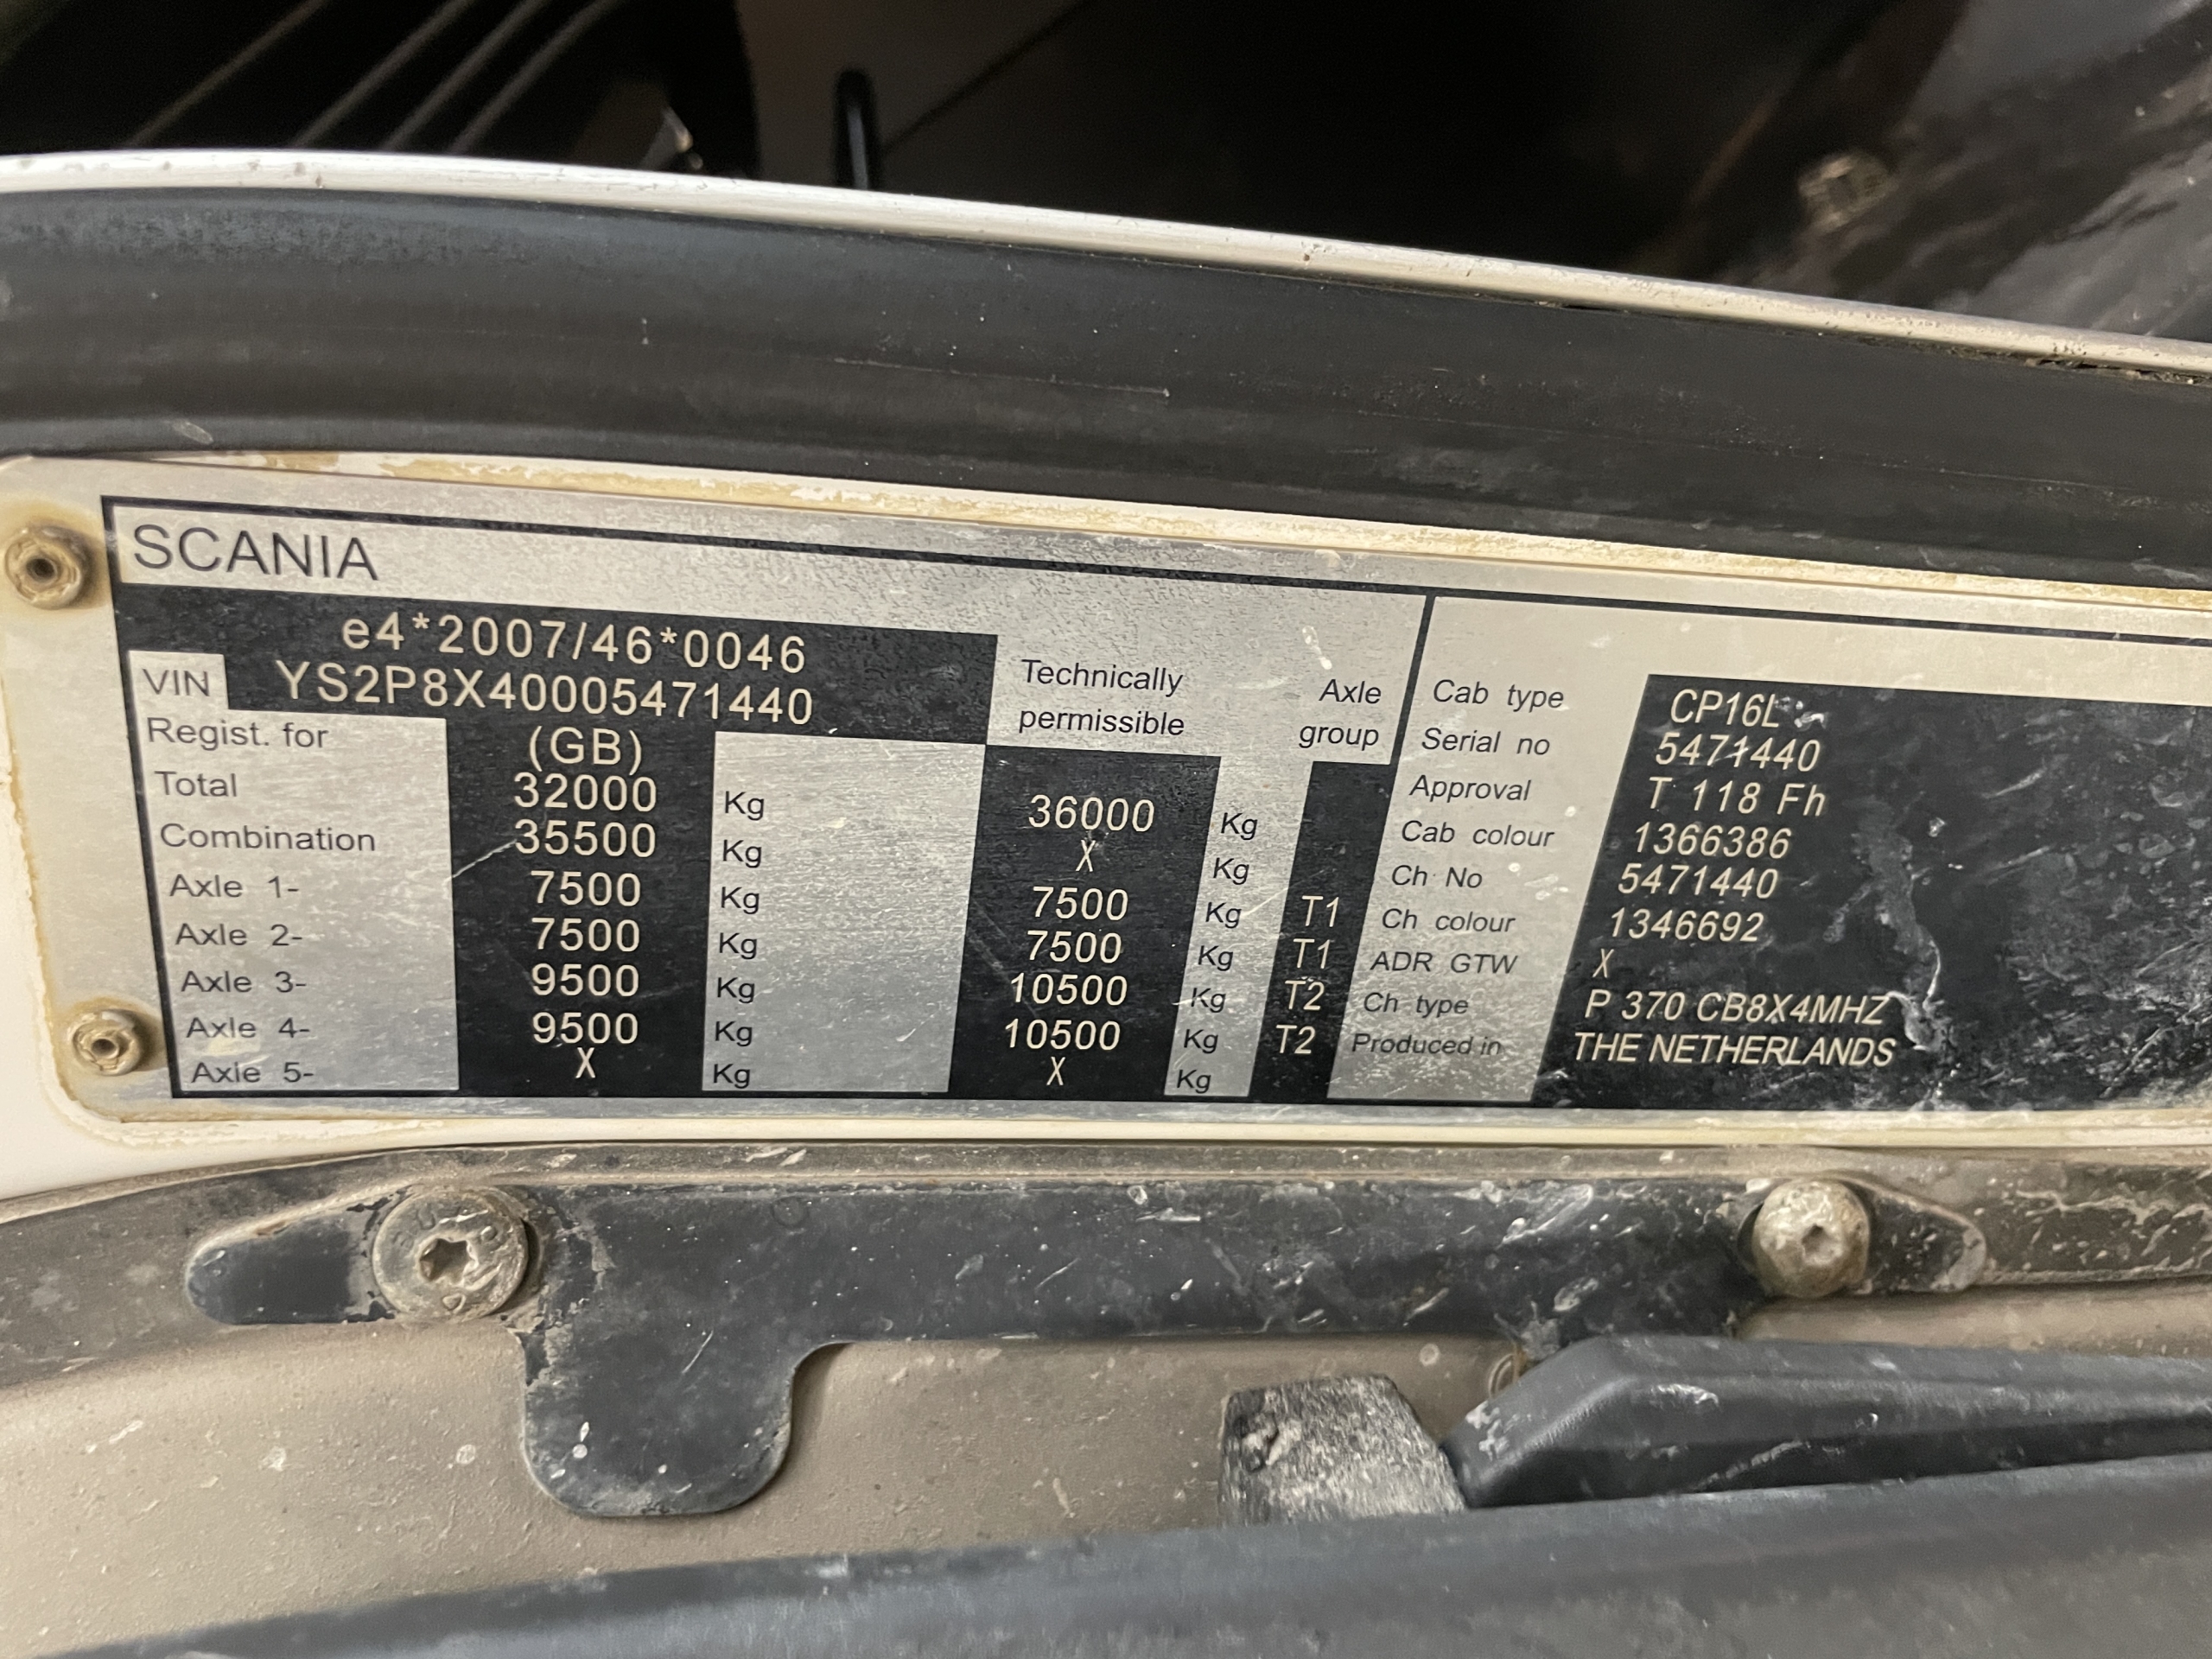 SCANIA
e4*2007/46*0046
VIN YS2P8X40005471440
Technically permissible
Axle group
Regist. for (GB)
Total 32000 Kg 36000 Kg
Combination 35500 Kg X Kg
Axle 1- 7500 Kg 7500 Kg T1
Axle 2- 7500 Kg 7500 Kg T1
Axle 3- 9500 Kg 10500 Kg T2
Axle 4- 9500 Kg 10500 Kg T2
Axle 5- X Kg X Kg
Cab type CP16L
Serial no 5471440
Approval T 118 Fh
Cab colour 1366386
Ch No 5471440
Ch colour 1346692
ADR GTW X
Ch type P 370 CB8X4MHZ
Produced in THE NETHERLANDS